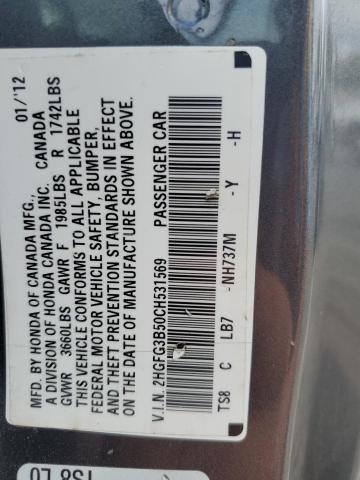 MFD. BY HONDA OF CANADA MFG., 01/'12
A DIVISION OF HONDA CANADA INC. CANADA
GVWR 3660LBS GAWR F 1985LBS R 1742LBS
THIS VEHICLE CONFORMS TO ALL APPLICABLE
FEDERAL MOTOR VEHICLE SAFETY, BUMPER,
AND THEFT PREVENTION STANDARDS IN EFFECT
ON THE DATE OF MANUFACTURE SHOWN ABOVE.
V.I.N. 2HGFG3B50CH531569 PASSENGER CAR
TS8 C LB7 -NH737M -Y -H